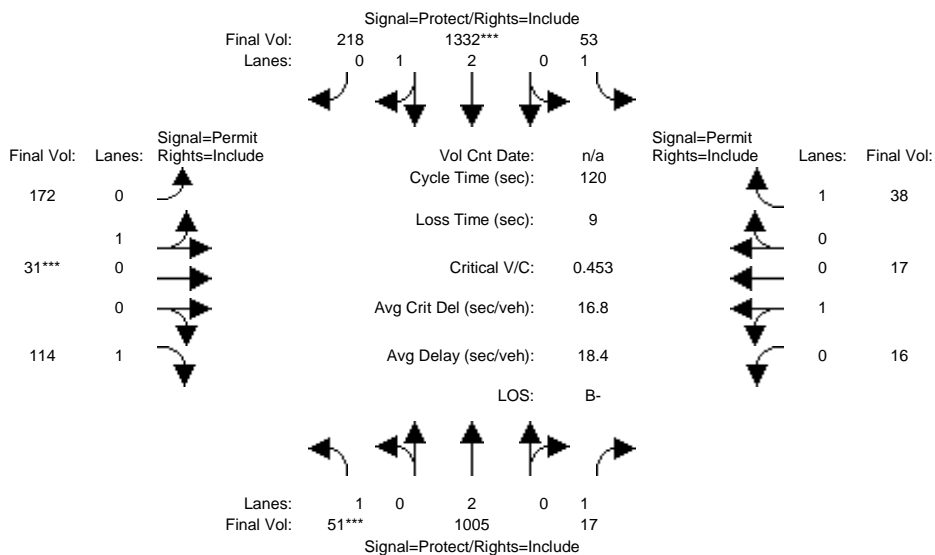 Signal=Protect/Rights=Include
Final Vol: 218 1332*** 53
Lanes: 0 1 2 0 1
Signal=Permit
Final Vol: Lanes: Rights=Include
Vol Cnt Date: n/a
Signal=Permit
Rights=Include Lanes: Final Vol:
Cycle Time (sec): 120
172 0
1 38
Loss Time (sec): 9
1
0
31*** 0
Critical V/C: 0.453
0 17
0
Avg Crit Del (sec/veh): 16.8
1
114 1
Avg Delay (sec/veh): 18.4
0 16
LOS: B-
Lanes: 1 0 2 0 1
Final Vol: 51*** 1005 17
Signal=Protect/Rights=Include